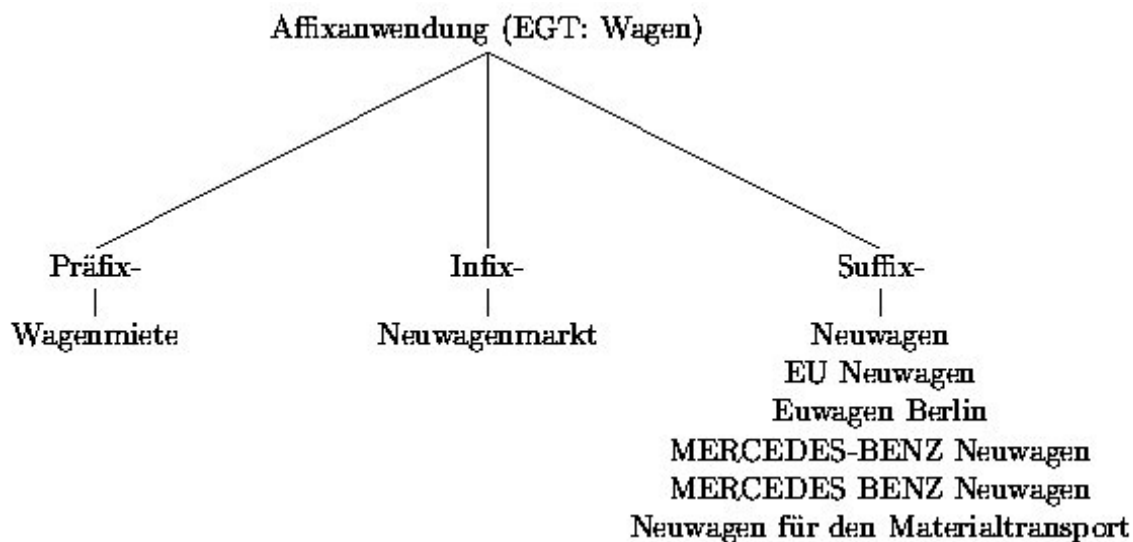 Affixanwendung (EGT: Wagen)
Präfix- Infix- Suffix-
Wagenmiete Neuwagenmarkt Neuwagen
EU Neuwagen
Euwagen Berlin
MERCEDES-BENZ Neuwagen
MERCEDES BENZ Neuwagen
Neuwagen für den Materialtransport